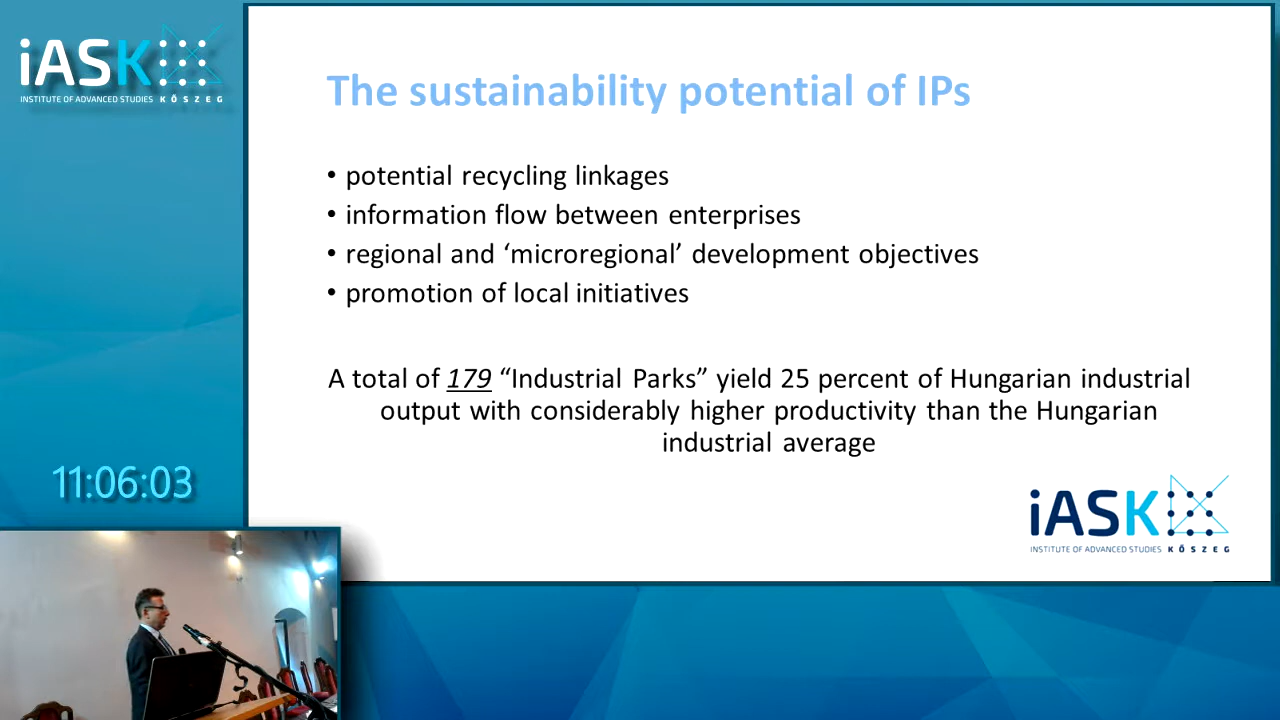 iASK
INSTITUTE OF ADVANCED STUDIES KŐSZEG
The sustainability potential of IPs
• potential recycling linkages
• information flow between enterprises
• regional and ‘microregional’ development objectives
• promotion of local initiatives
A total of 179 “Industrial Parks” yield 25 percent of Hungarian industrial
output with considerably higher productivity than the Hungarian
industrial average
iASK
INSTITUTE OF ADVANCED STUDIES KŐSZEG
11:06:03